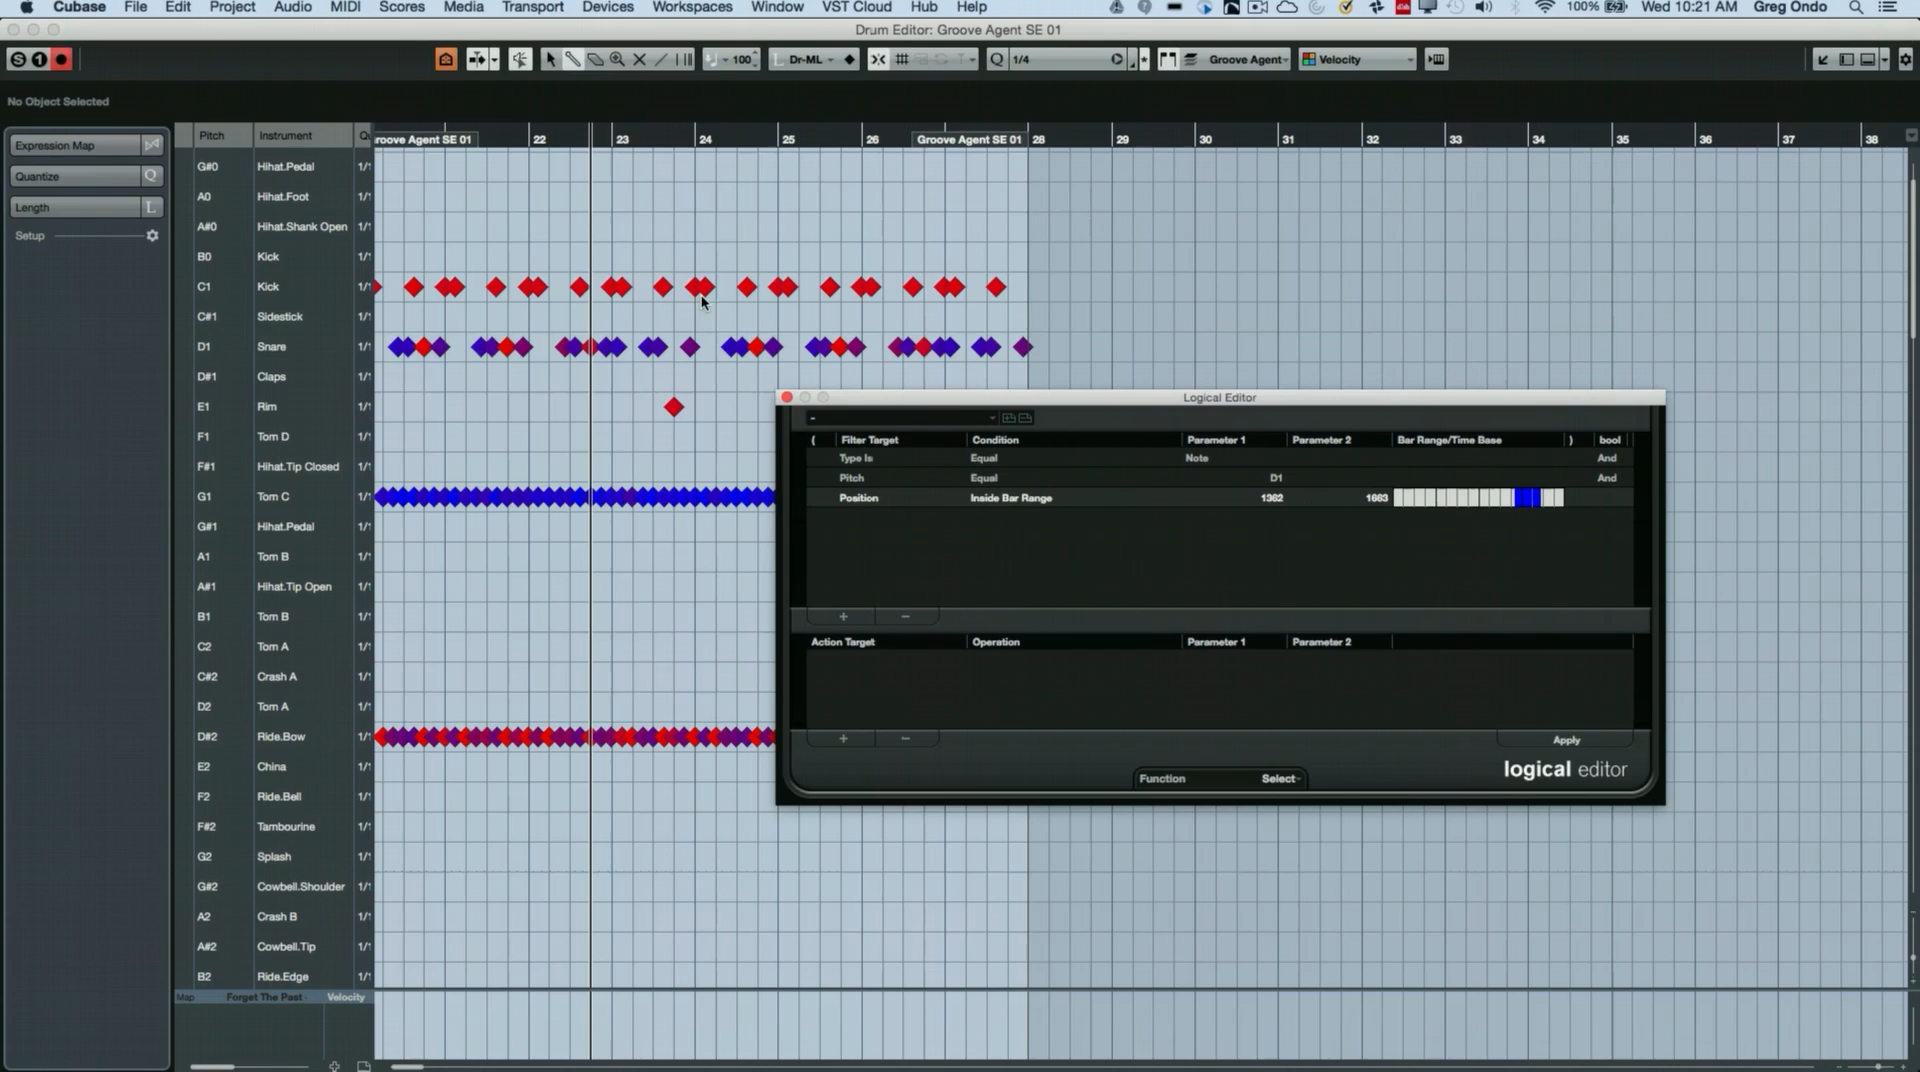 Cubase File Edit Project Audio MIDI Scores Media Transport Devices Workspaces Window VST Cloud Hub Help 100% Wed 10:21 AM Greg Ondo
Drum Editor: Groove Agent SE 01
S 1 100 L Dr-ML Q 1/4 Groove Agent Velocity
No Object Selected
Expression Map
Quantize Q
Length L
Setup
Pitch Instrument
roove Agent SE 01 22 23 24 25 26 Groove Agent SE 01 28 29 30 31 32 33 34 35 36 37 38
G#0 Hihat.Pedal
A0 Hihat.Foot
A#0 Hihat.Shank Open
B0 Kick
C1 Kick
C#1 Sidestick
D1 Snare
D#1 Claps
E1 Rim
F1 Tom D
F#1 Hihat.Tip Closed
G1 Tom C
G#1 Hihat.Pedal
A1 Tom B
A#1 Hihat.Tip Open
B1 Tom B
C2 Tom A
C#2 Crash A
D2 Tom A
D#2 Ride.Bow
E2 China
F2 Ride.Bell
F#2 Tambourine
G2 Splash
G#2 Cowbell.Shoulder
A2 Crash B
A#2 Cowbell.Tip
B2 Ride.Edge
Map Forget The Past Velocity
Logical Editor
-
( Filter Target Condition Parameter 1 Parameter 2 Bar Range/Time Base ) bool
Type Is Equal Note And
Pitch Equal D1 And
Position Inside Bar Range 1362 1663
+ −
Action Target Operation Parameter 1 Parameter 2
+ −
Apply
logical editor
Function Select